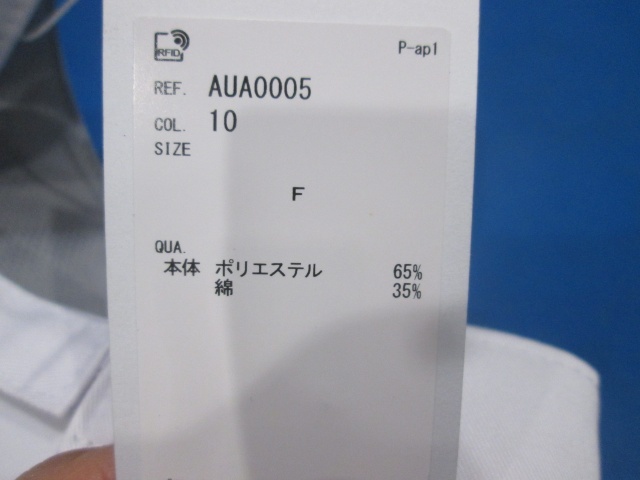 RFID
P-ap1
REF. AUA0005
COL. 10
SIZE
F
QUA.
本体 ポリエステル 65%
綿 35%